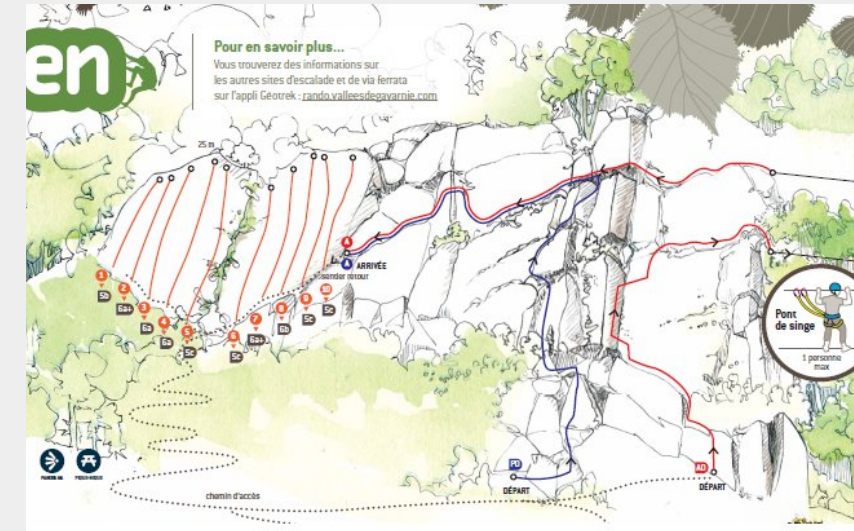 en
Pour en savoir plus...
Vous trouverez des informations sur
les autres sites d'escalade et de via ferrata
sur l'appli Géotrek : rando.valleesdegavarnie.com
25 m
A
A ARRIVÉE
sentier retour
1
5b
2
6a+
3
6a
4
6a
5
5c
6
5c
7
6a+
8
6b
9
5c
10
5c
Pont
de singe
1 personne
max
PD
DÉPART
AD
DÉPART
chemin d'accès